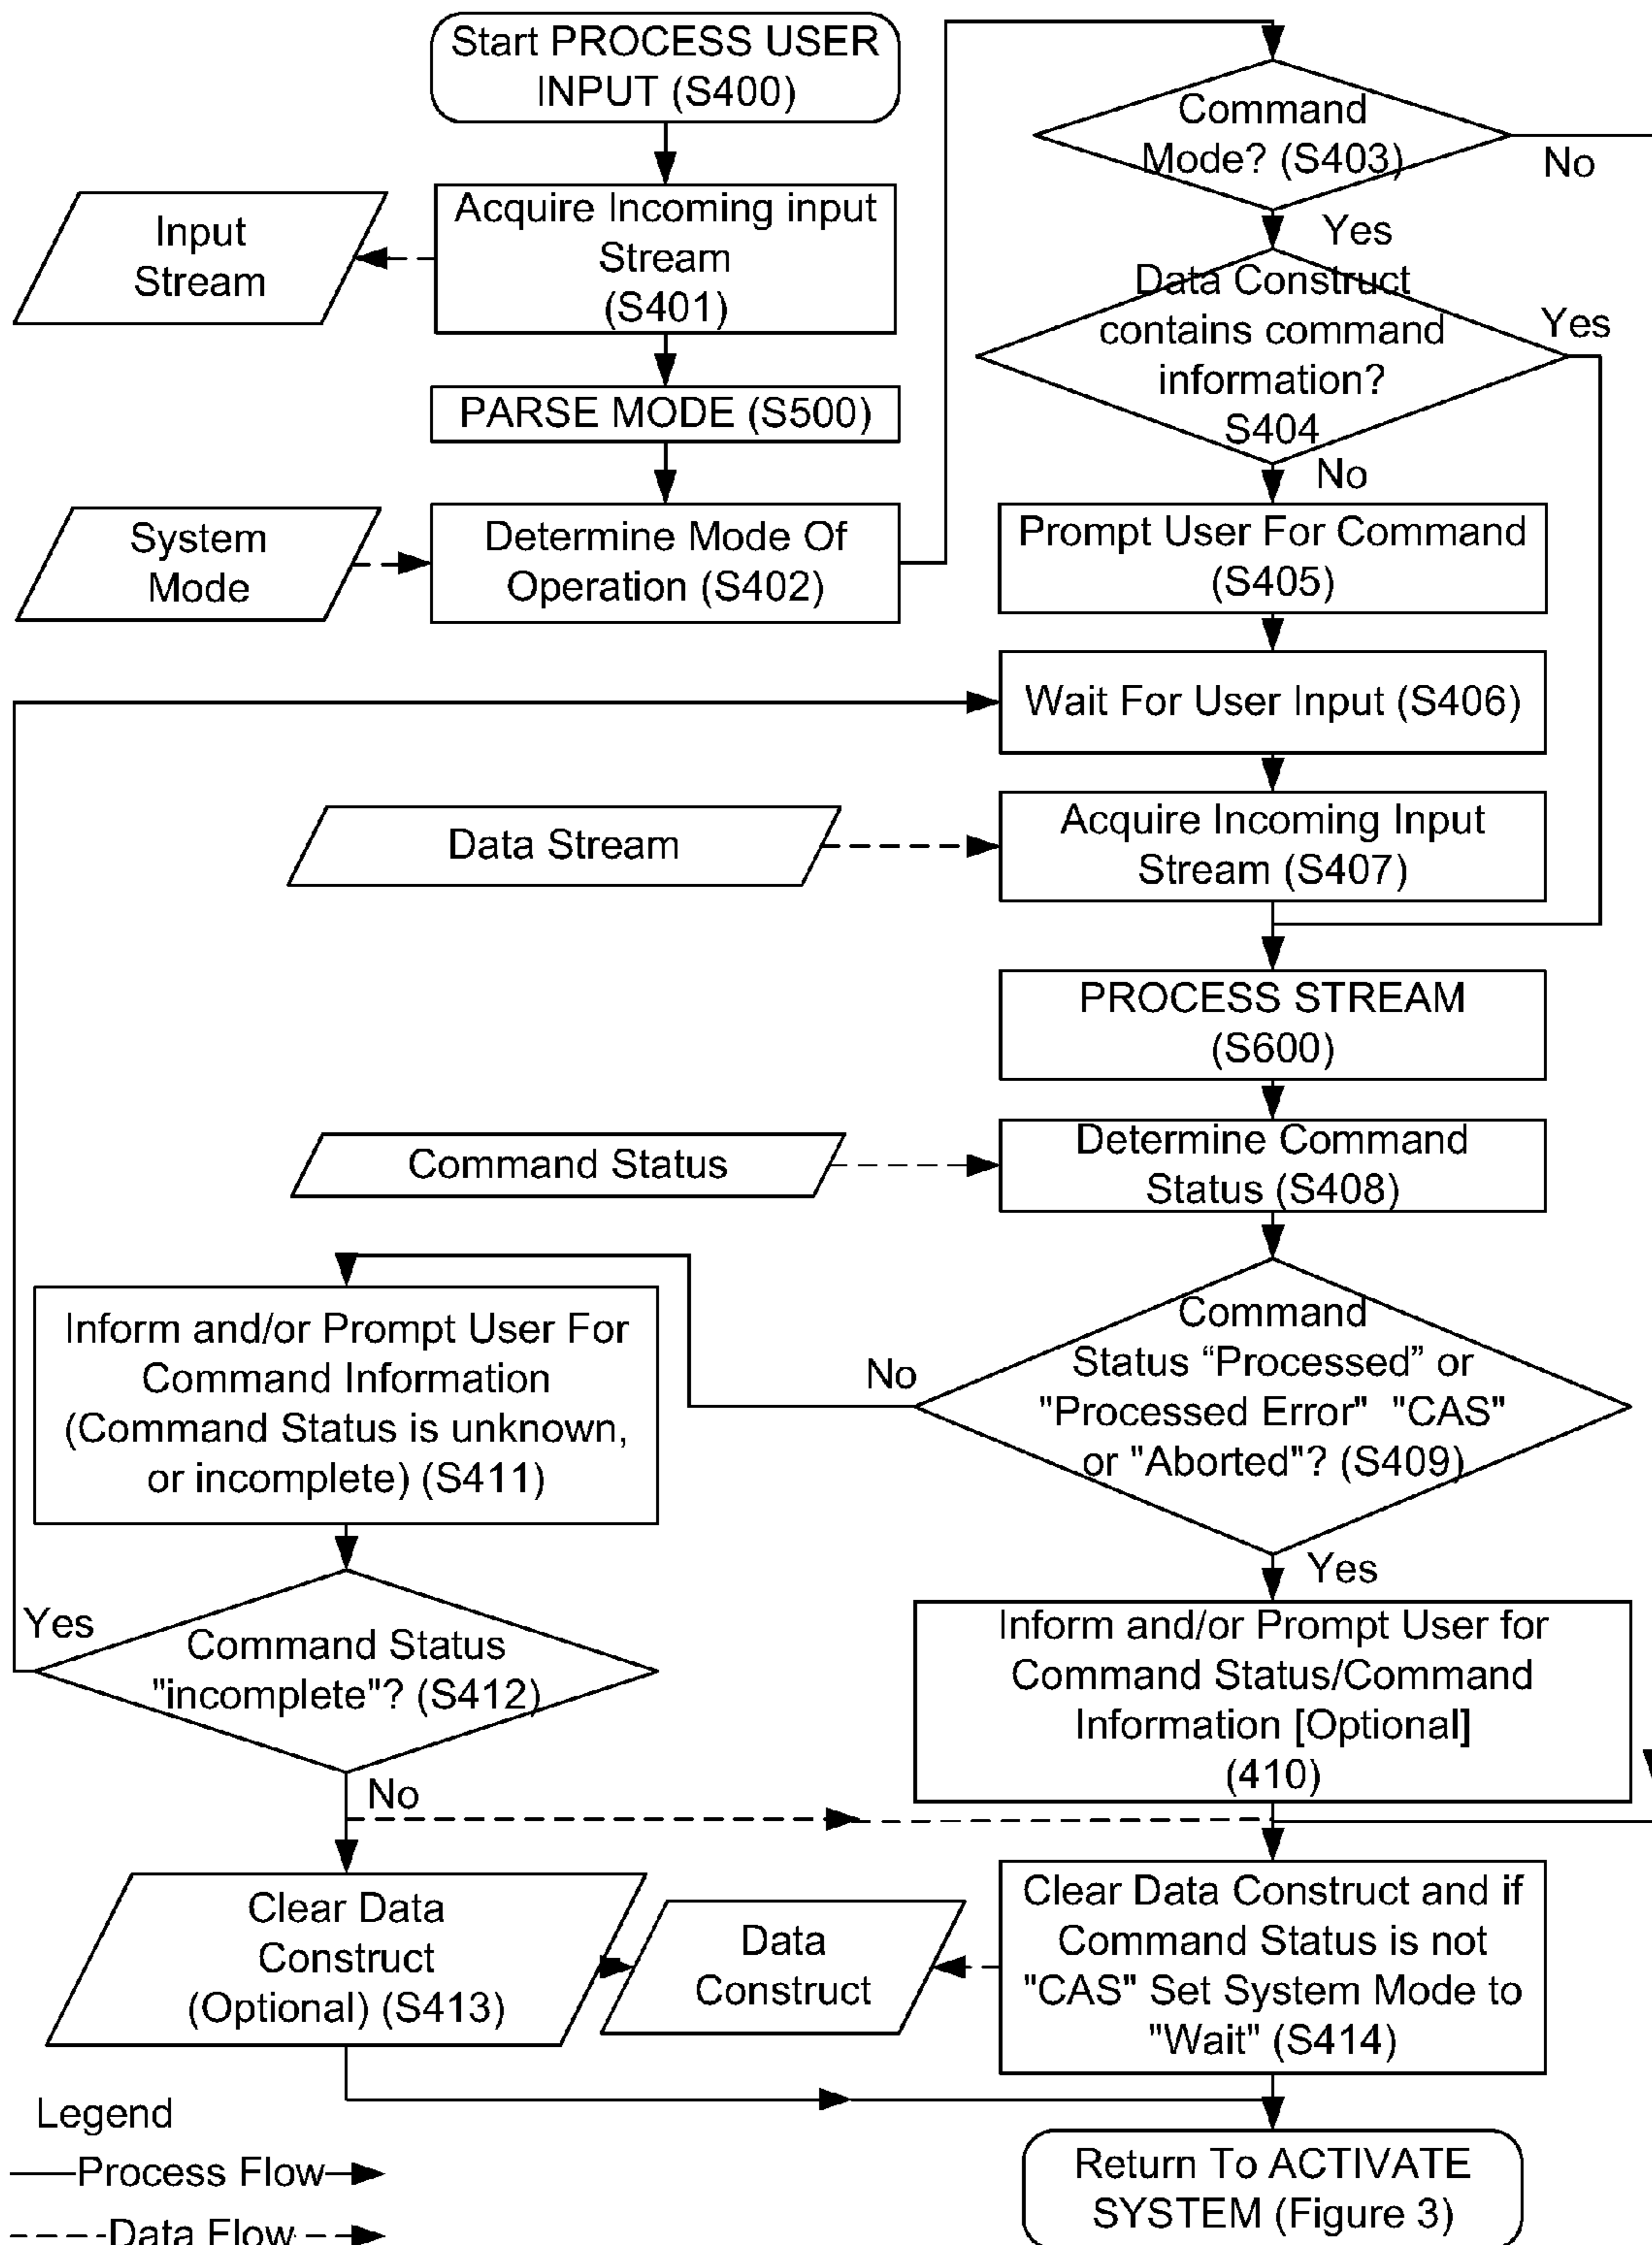 Start PROCESS USER
INPUT (S400)
Acquire Incoming input
Stream
(S401)
Input
Stream
PARSE MODE (S500)
System
Mode
Determine Mode Of
Operation (S402)
Command
Mode? (S403)
No
Yes
Data Construct
contains command
information?
S404
Yes
No
Prompt User For Command
(S405)
Wait For User Input (S406)
Data Stream
Acquire Incoming Input
Stream (S407)
PROCESS STREAM
(S600)
Command Status
Determine Command
Status (S408)
Command
Status “Processed” or
"Processed Error" "CAS"
or "Aborted"? (S409)
No
Yes
Inform and/or Prompt User For
Command Information
(Command Status is unknown,
or incomplete) (S411)
Yes
Command Status
"incomplete"? (S412)
No
Inform and/or Prompt User for
Command Status/Command
Information [Optional]
(410)
Clear Data
Construct
(Optional) (S413)
Data
Construct
Clear Data Construct and if
Command Status is not
"CAS" Set System Mode to
"Wait" (S414)
Return To ACTIVATE
SYSTEM (Figure 3)
Legend
Process Flow
Data Flow